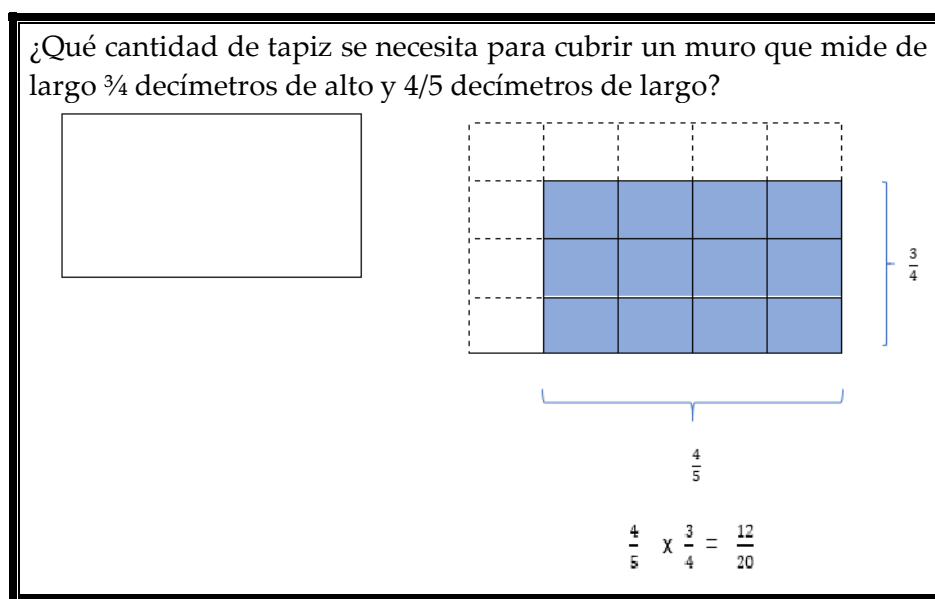 ¿Qué cantidad de tapiz se necesita para cubrir un muro que mide de
largo ¾ decímetros de alto y 4/5 decímetros de largo?
3/4
4/5
4/5 x 3/4 = 12/20